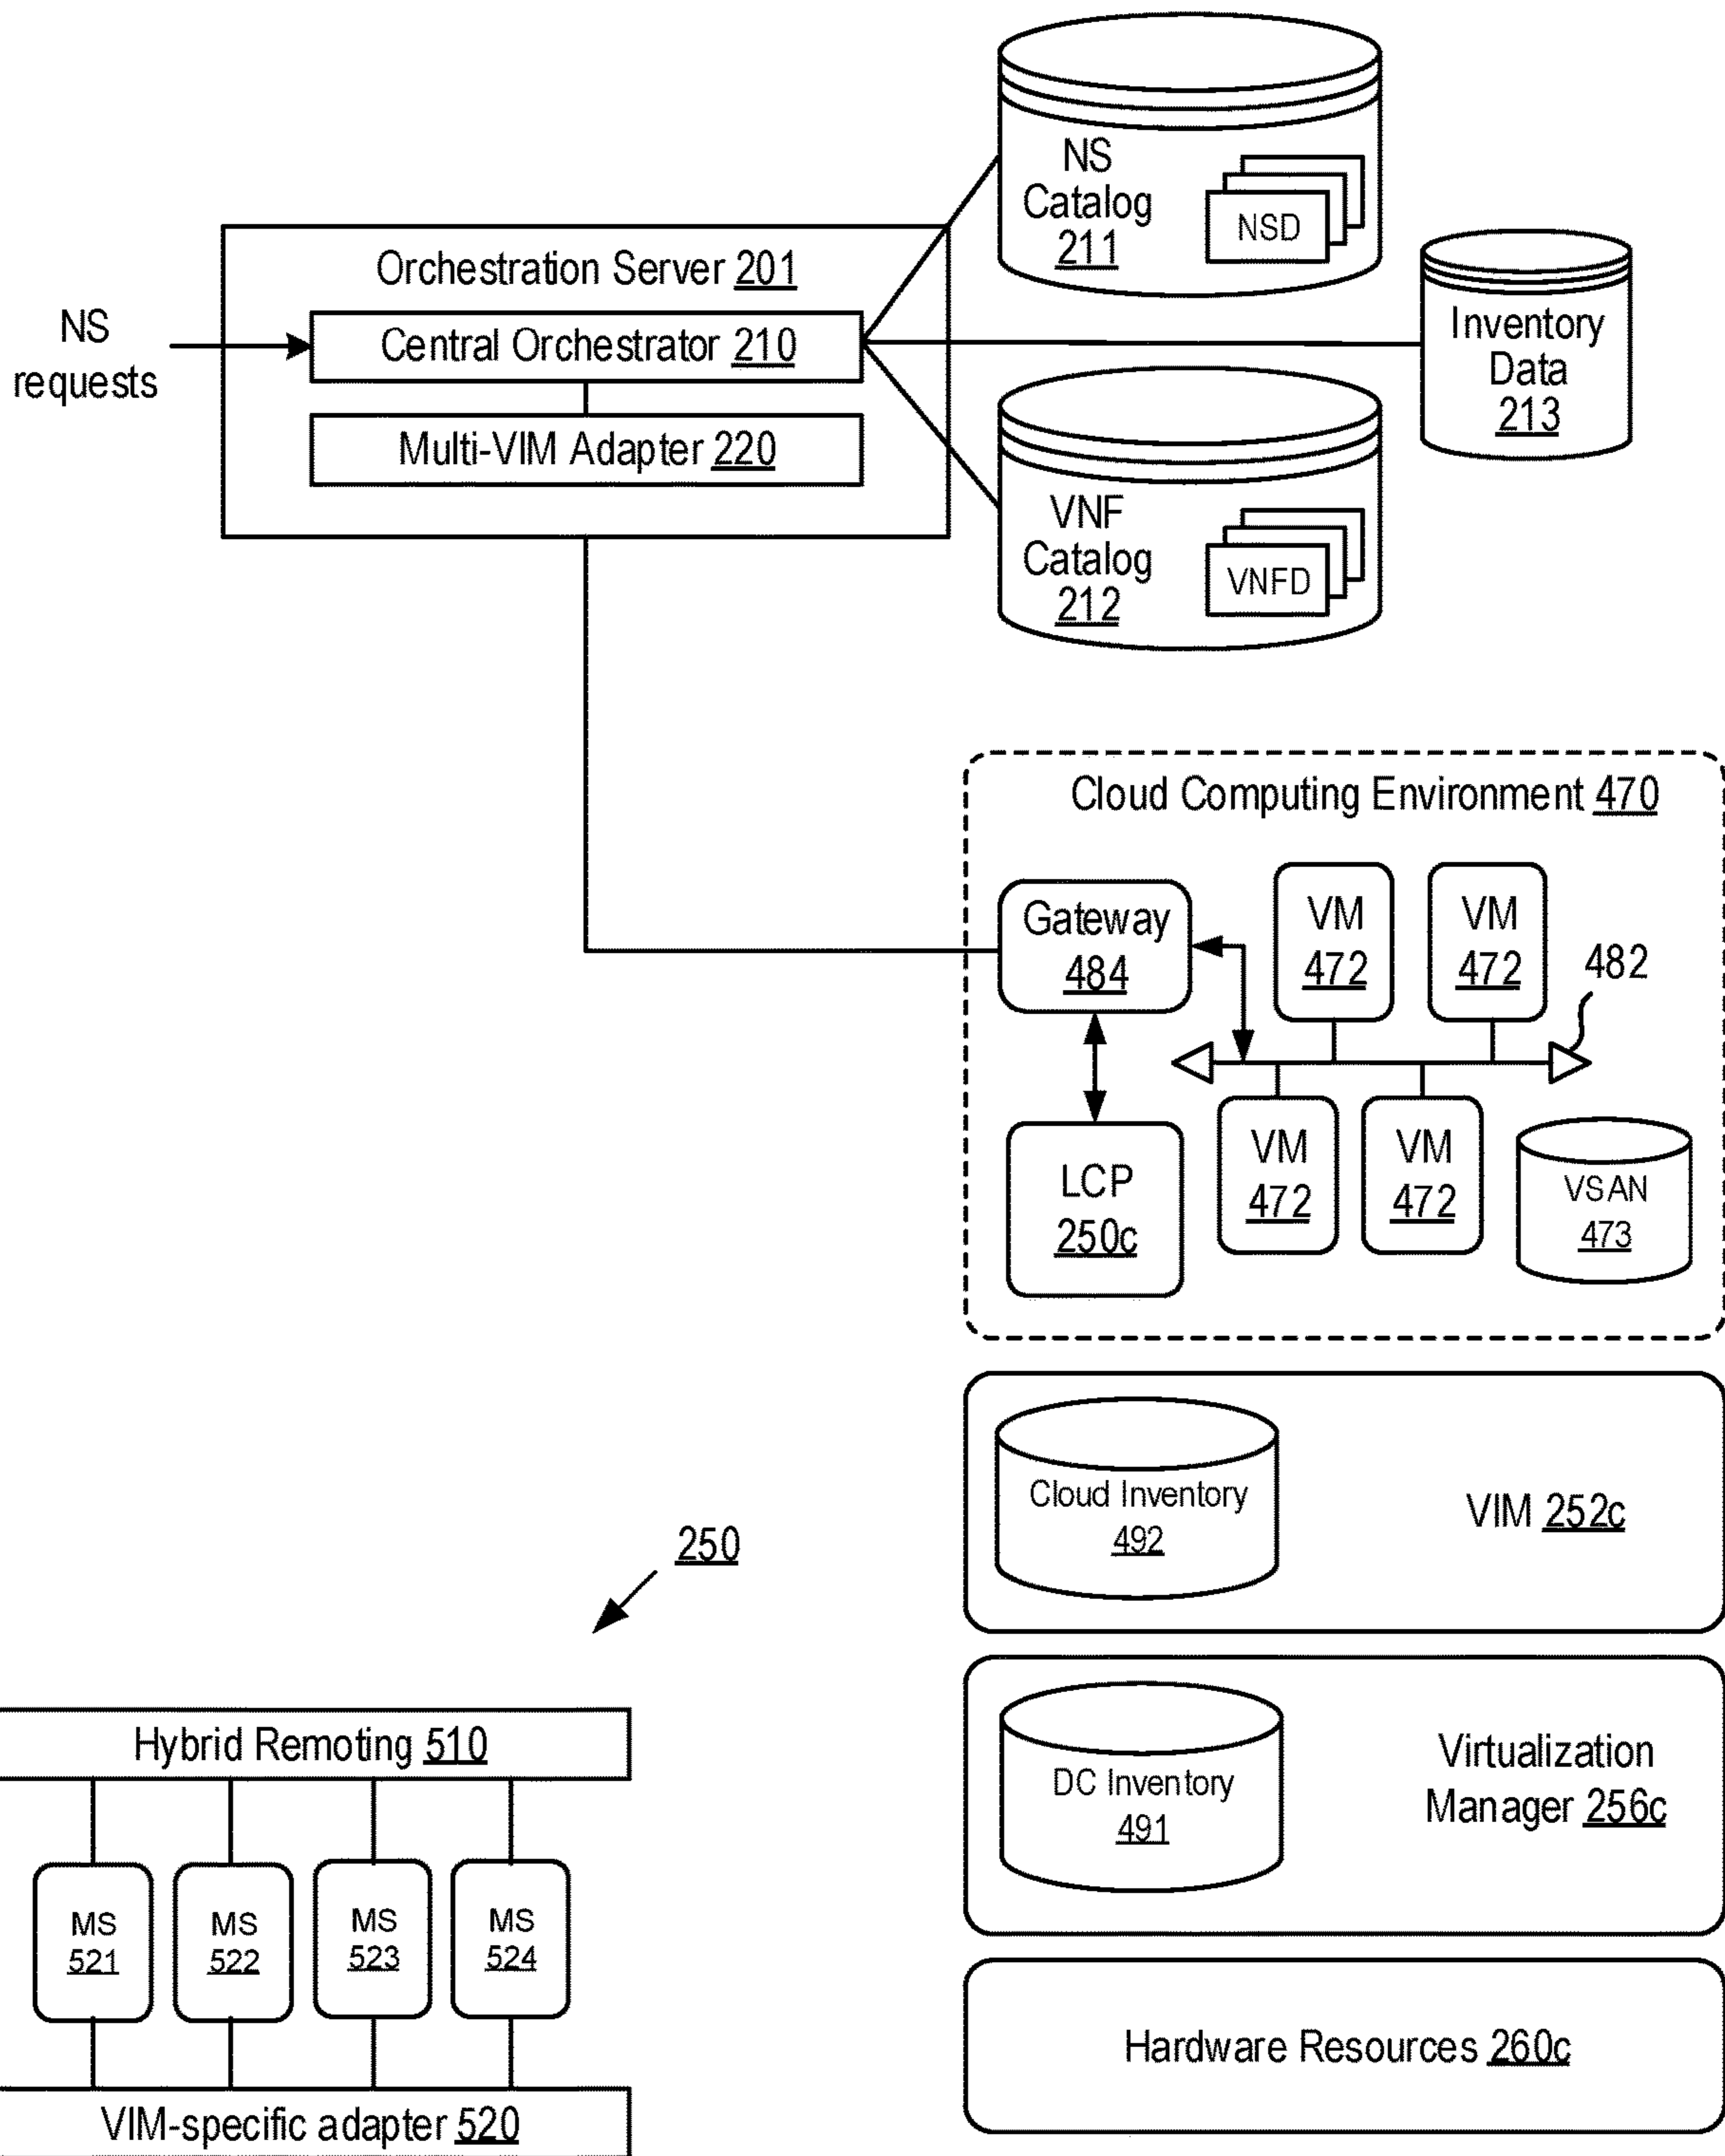 NS
Catalog
211
NSD
Orchestration Server 201
NS
requests
Central Orchestrator 210
Inventory
Data
213
Multi-VIM Adapter 220
VNF
Catalog
212
VNFD
Cloud Computing Environment 470
Gateway
484
VM
472
VM
472
482
LCP
250c
VM
472
VM
472
VSAN
473
Cloud Inventory
492
VIM 252c
250
DC Inventory
491
Virtualization
Manager 256c
Hybrid Remoting 510
MS
521
MS
522
MS
523
MS
524
Hardware Resources 260c
VIM-specific adapter 520